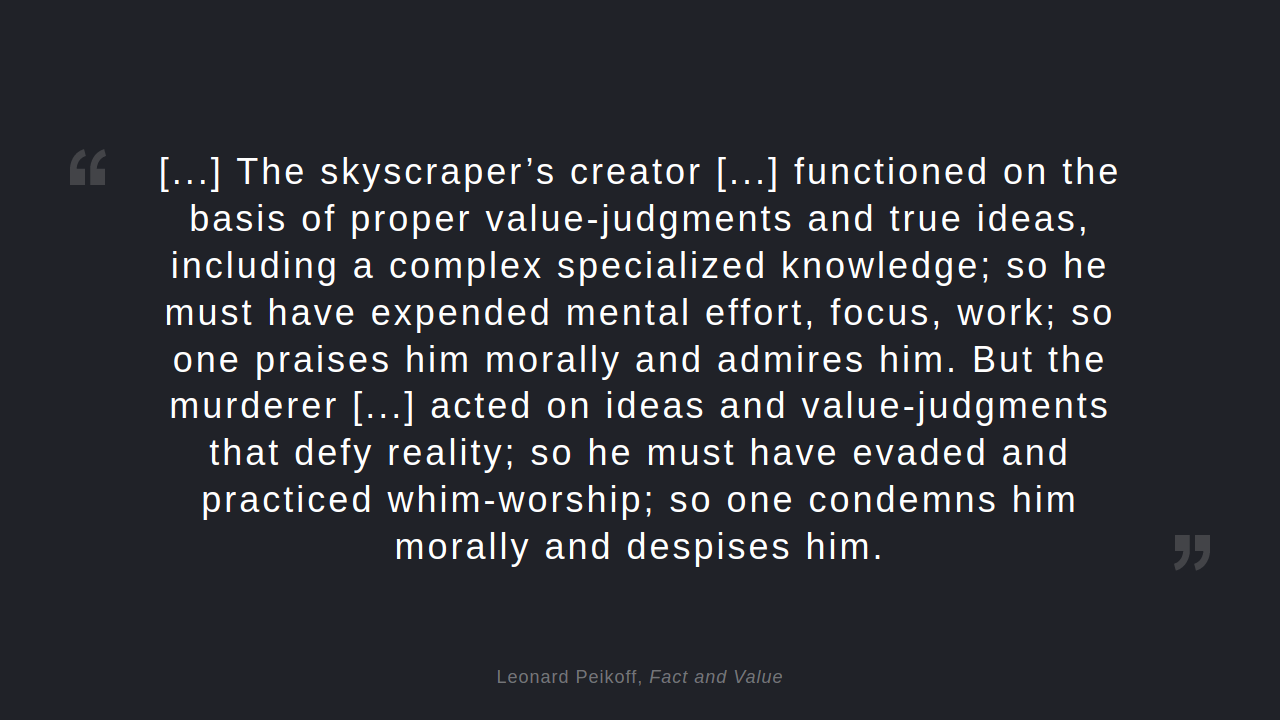 “
[…] The skyscraper’s creator […] functioned on the
basis of proper value-judgments and true ideas,
including a complex specialized knowledge; so he
must have expended mental effort, focus, work; so
one praises him morally and admires him. But the
murderer […] acted on ideas and value-judgments
that defy reality; so he must have evaded and
practiced whim-worship; so one condemns him
morally and despises him.
”
Leonard Peikoff, Fact and Value